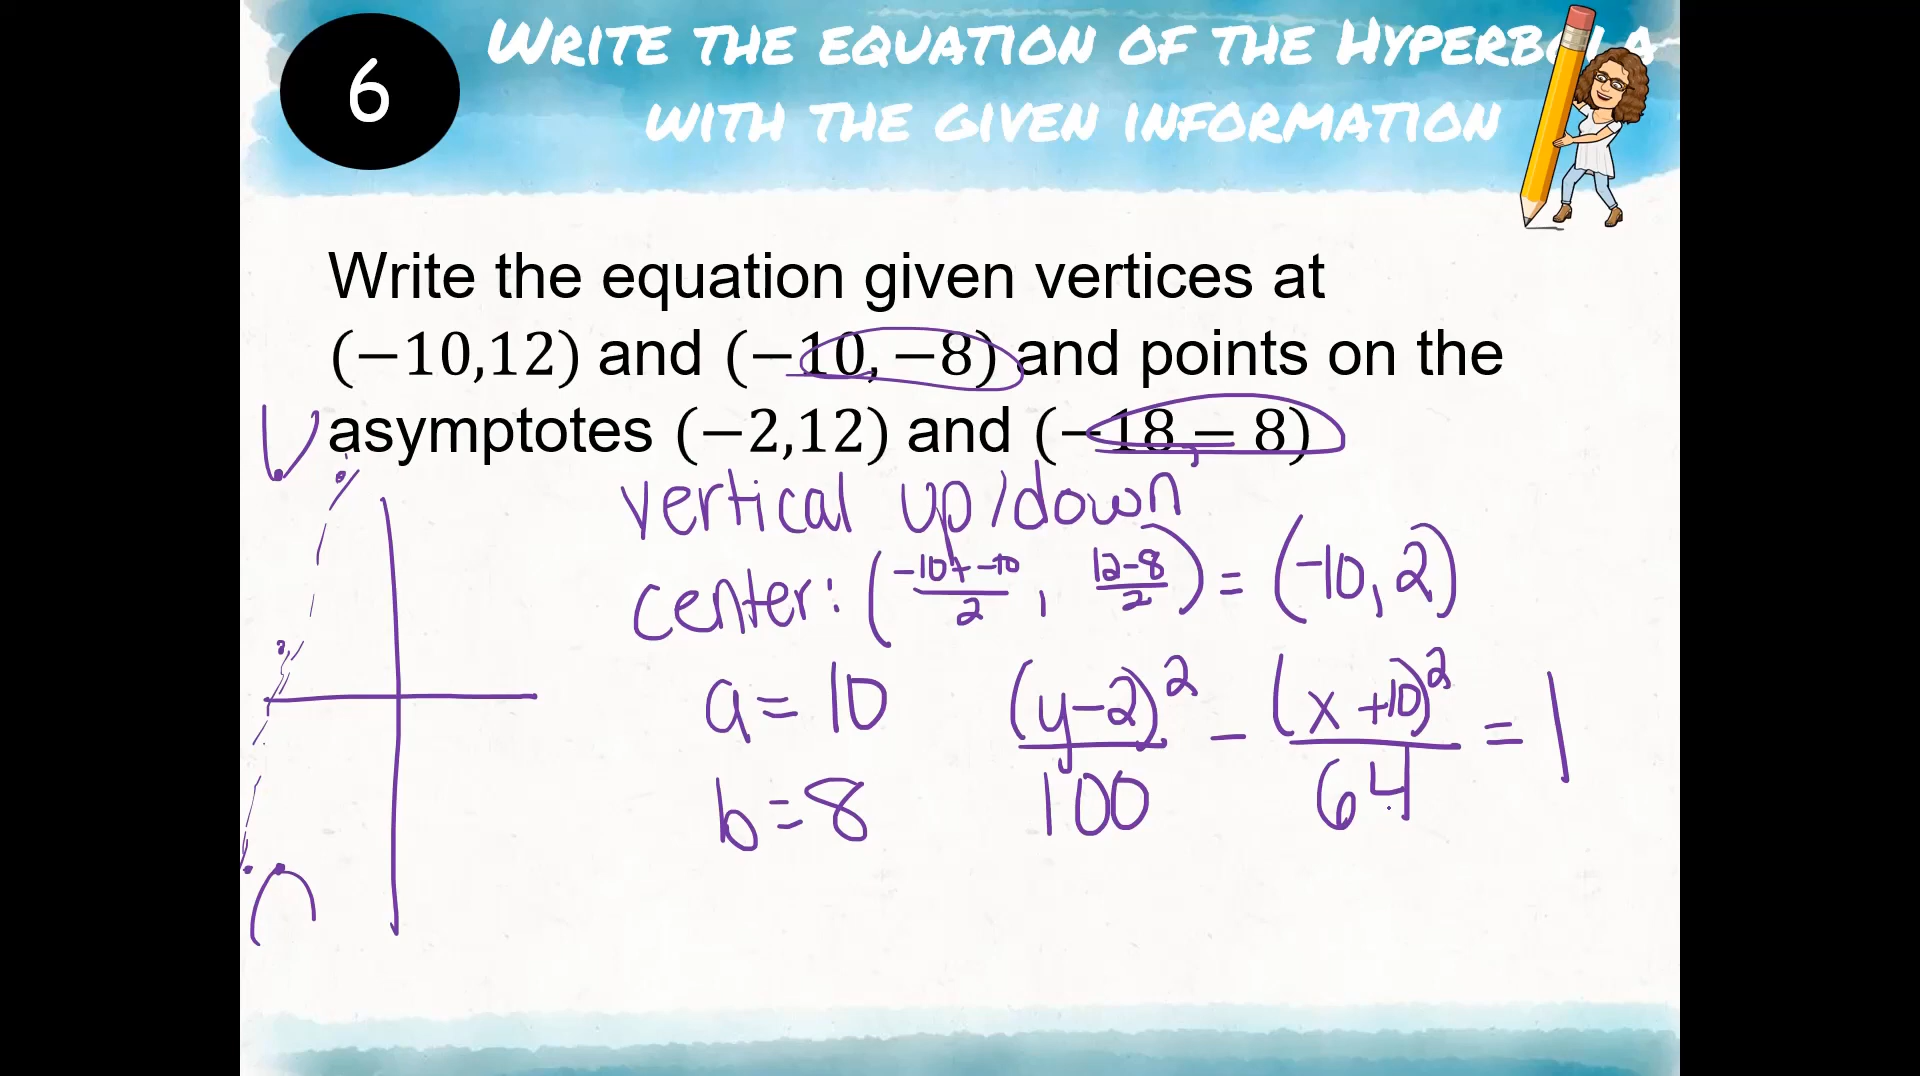 6
WRITE THE EQUATION OF THE HYPERBOLA
WITH THE GIVEN INFORMATION
Write the equation given vertices at
(−10,12) and (−10, −8) and points on the
asymptotes (−2,12) and (−18, − 8)
vertical up/down
center: (-10+-10/2, 12-8/2) = (-10, 2)
a = 10
b = 8
(y-2)²/100 - (x+10)²/64 = 1